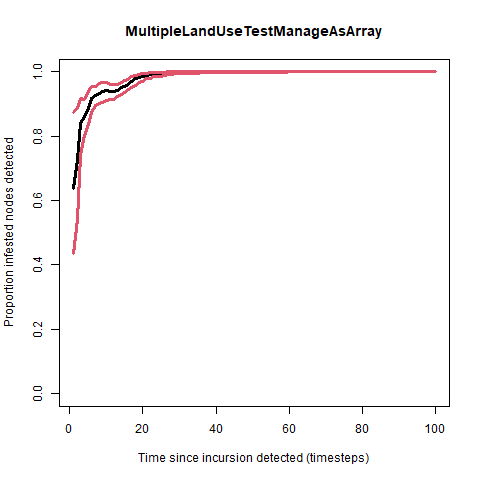 MultipleLandUseTestManageAsArray
Proportion infested nodes detected
1.0
0.8
0.6
0.4
0.2
0.0
0 20 40 60 80 100
Time since incursion detected (timesteps)